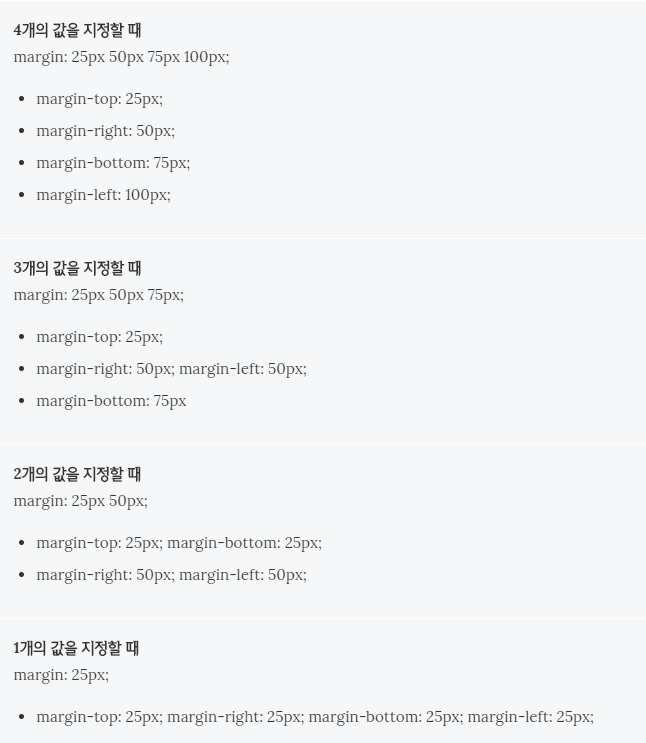 4개의 값을 지정할 때
margin: 25px 50px 75px 100px;
• margin-top: 25px;
• margin-right: 50px;
• margin-bottom: 75px;
• margin-left: 100px;
3개의 값을 지정할 때
margin: 25px 50px 75px;
• margin-top: 25px;
• margin-right: 50px; margin-left: 50px;
• margin-bottom: 75px
2개의 값을 지정할 때
margin: 25px 50px;
• margin-top: 25px; margin-bottom: 25px;
• margin-right: 50px; margin-left: 50px;
1개의 값을 지정할 때
margin: 25px;
• margin-top: 25px; margin-right: 25px; margin-bottom: 25px; margin-left: 25px;